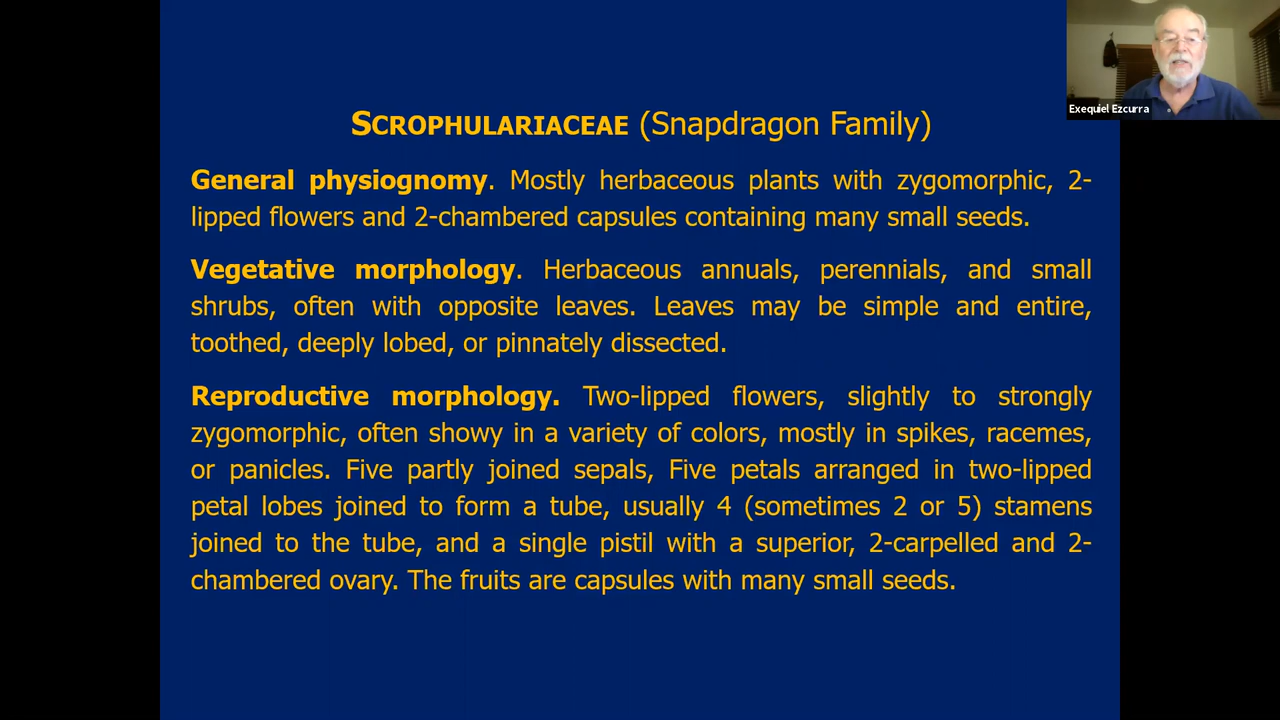 SCROPHULARIACEAE (Snapdragon Family)
General physiognomy. Mostly herbaceous plants with zygomorphic, 2-
lipped flowers and 2-chambered capsules containing many small seeds.
Vegetative morphology. Herbaceous annuals, perennials, and small
shrubs, often with opposite leaves. Leaves may be simple and entire,
toothed, deeply lobed, or pinnately dissected.
Reproductive morphology. Two-lipped flowers, slightly to strongly
zygomorphic, often showy in a variety of colors, mostly in spikes, racemes,
or panicles. Five partly joined sepals, Five petals arranged in two-lipped
petal lobes joined to form a tube, usually 4 (sometimes 2 or 5) stamens
joined to the tube, and a single pistil with a superior, 2-carpelled and 2-
chambered ovary. The fruits are capsules with many small seeds.
Exequiel Ezcurra